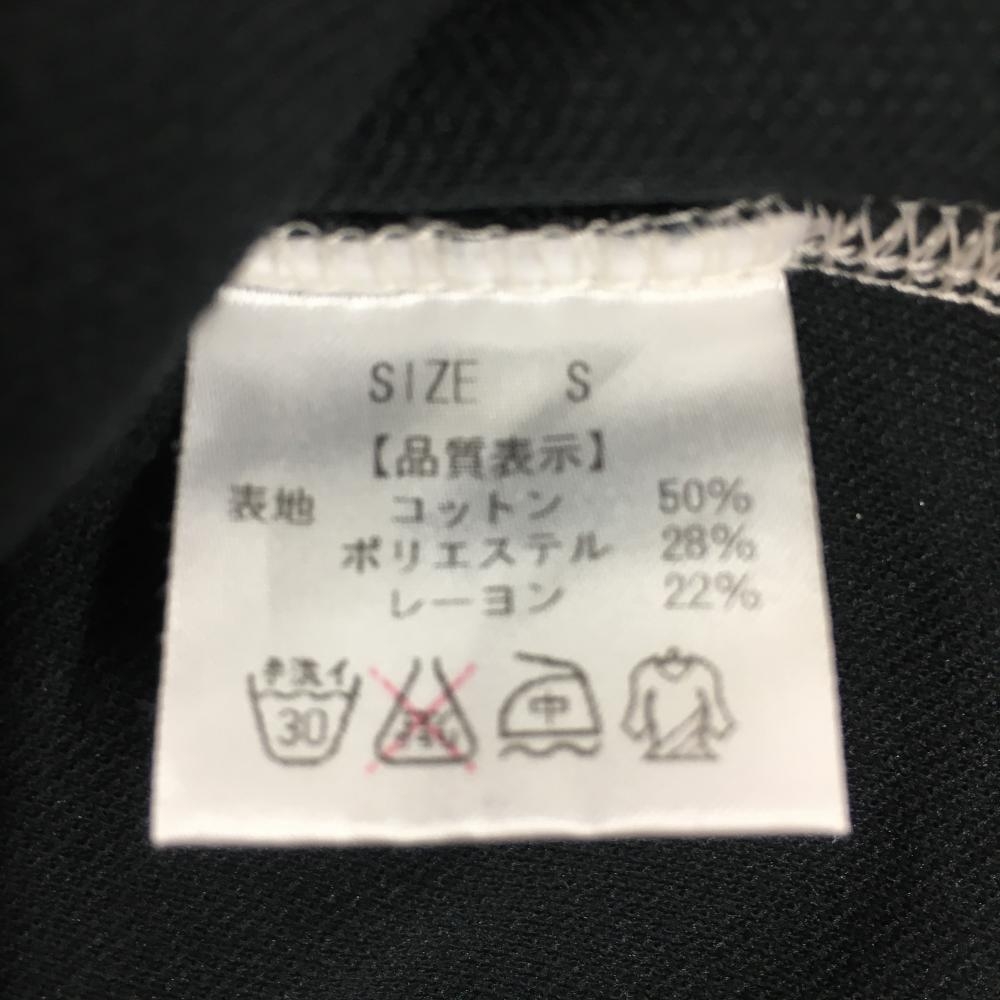 SIZE S
【品質表示】
表地 コットン 50%
ポリエステル 28%
レーヨン 22%
手洗イ
30
中